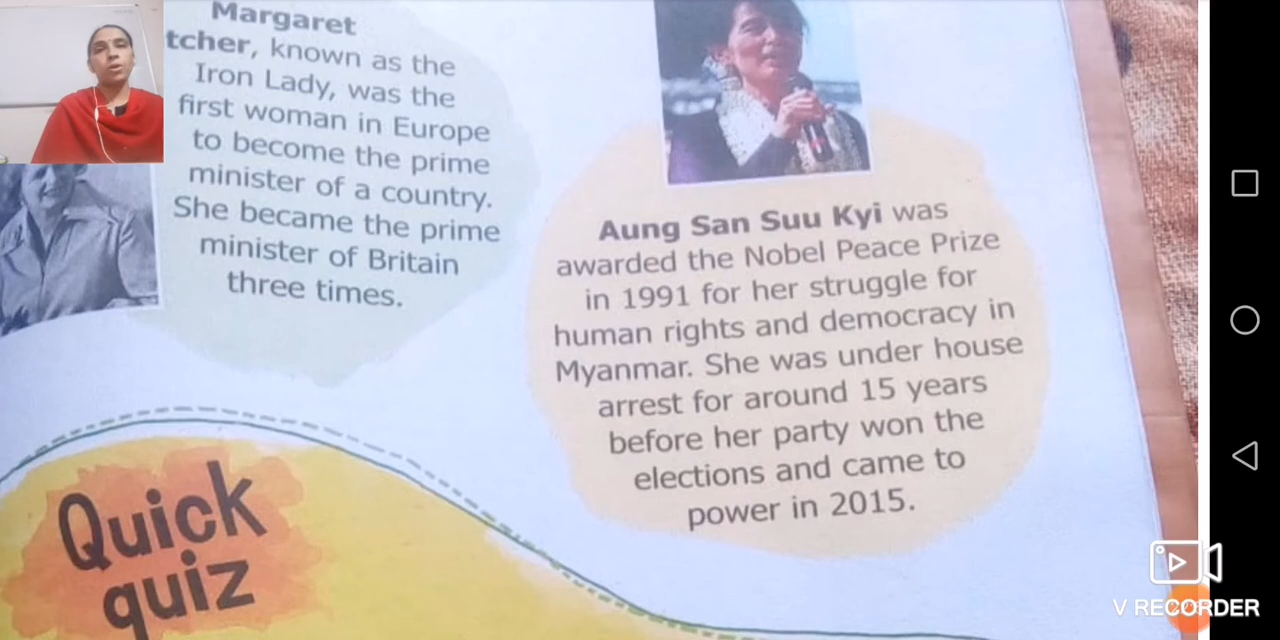 Margaret
tcher, known as the
Iron Lady, was the
first woman in Europe
to become the prime
minister of a country.
She became the prime
minister of Britain
three times.
Aung San Suu Kyi was
awarded the Nobel Peace Prize
in 1991 for her struggle for
human rights and democracy in
Myanmar. She was under house
arrest for around 15 years
before her party won the
elections and came to
power in 2015.
Quick
quiz
V RECORDER